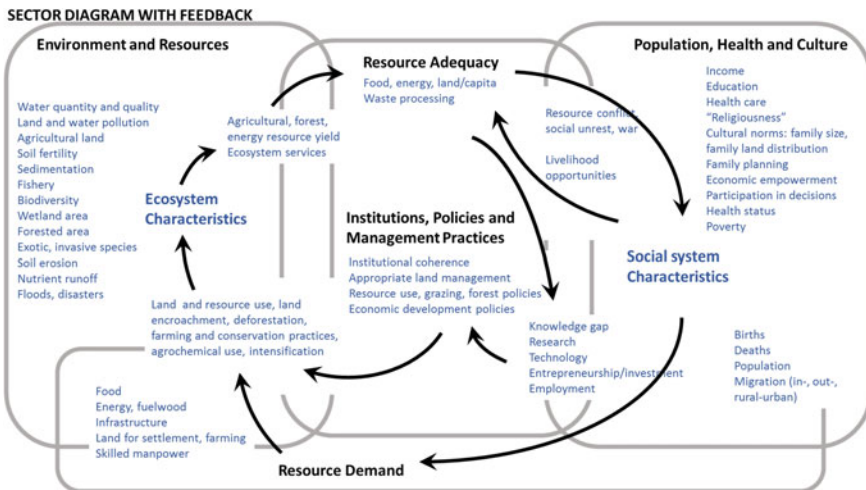 SECTOR DIAGRAM WITH FEEDBACK
Environment and Resources
Water quantity and quality
Land and water pollution
Agricultural land
Soil fertility
Sedimentation
Fishery
Biodiversity
Wetland area
Forested area
Exotic, invasive species
Soil erosion
Nutrient runoff
Floods, disasters
Ecosystem
Characteristics
Agricultural, forest,
energy resource yield
Ecosystem services
Land and resource use, land
encroachment, deforestation,
farming and conservation practices,
agrochemical use, intensification
Food
Energy, fuelwood
Infrastructure
Land for settlement, farming
Skilled manpower
Resource Demand
Resource Adequacy
Food, energy, land/capita
Waste processing
Institutions, Policies and
Management Practices
Institutional coherence
Appropriate land management
Resource use, grazing, forest policies
Economic development policies
Knowledge gap
Research
Technology
Entrepreneurship/investment
Employment
Resource conflict,
social unrest, war
Livelihood
opportunities
Population, Health and Culture
Income
Education
Health care
“Religiousness”
Cultural norms: family size,
family land distribution
Family planning
Economic empowerment
Participation in decisions
Health status
Poverty
Social system
Characteristics
Births
Deaths
Population
Migration (in-, out-,
rural-urban)